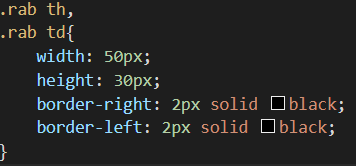 .rab th,
.rab td{
    width: 50px;
    height: 30px;
    border-right: 2px solid black;
    border-left: 2px solid black;
}